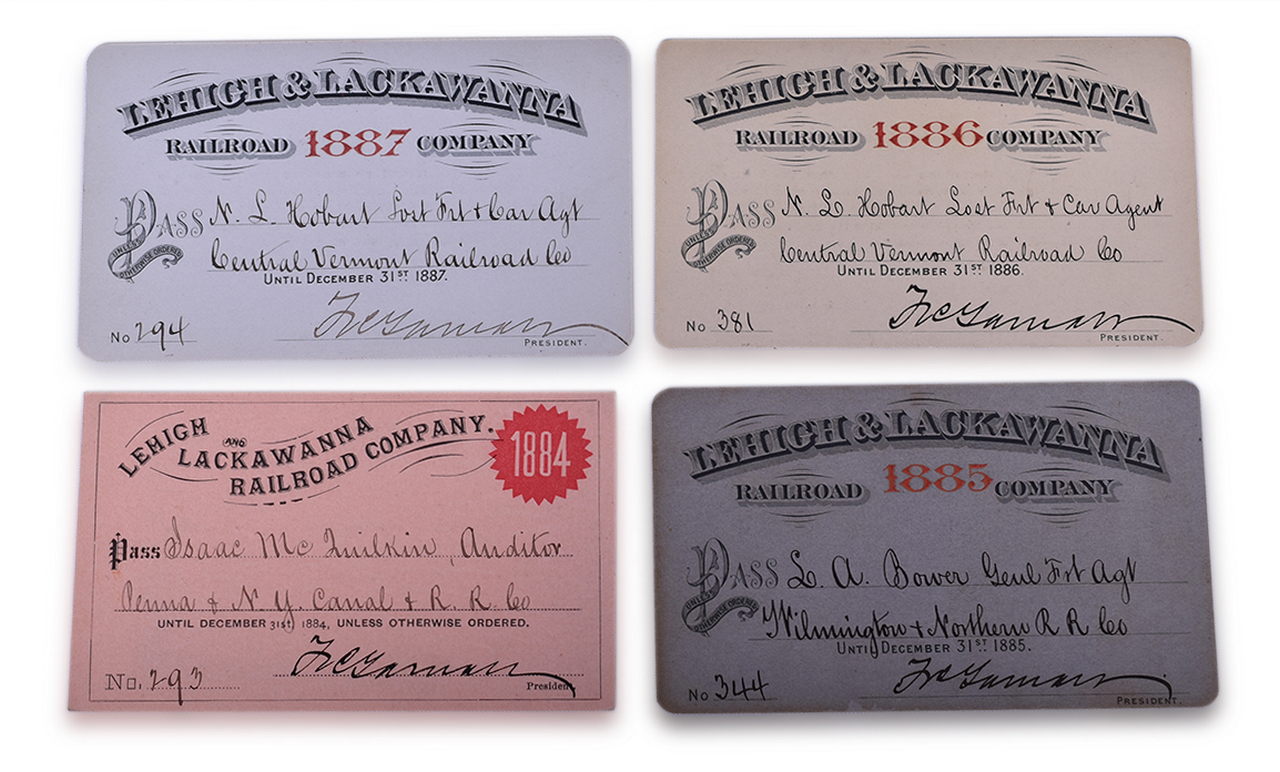 LEHIGH & LACKAWANNA
RAILROAD 1887 COMPANY
PASS N. L. Hobart Lost Frt & Car Agt
UNLESS OTHERWISE ORDERED
Central Vermont Railroad Co
UNTIL DECEMBER 31ST 1887.
No 294
PRESIDENT.
LEHIGH & LACKAWANNA
RAILROAD 1886 COMPANY
PASS N. L. Hobart Lost Frt & Car Agent
UNLESS OTHERWISE ORDERED
Central Vermont Railroad Co
UNTIL DECEMBER 31ST 1886.
No 381
PRESIDENT.
LEHIGH AND LACKAWANNA RAILROAD COMPANY.
1884
Pass Isaac Mc Quilkin, Auditor
Penna & N. Y. Canal & R. R. Co
UNTIL DECEMBER 31st, 1884, UNLESS OTHERWISE ORDERED.
No. 293
President.
LEHIGH & LACKAWANNA
RAILROAD 1885 COMPANY
PASS L. A. Bower Genl Frt Agt
UNLESS OTHERWISE ORDERED
Wilmington & Northern R R Co
UNTIL DECEMBER 31ST 1885.
No 344
PRESIDENT.